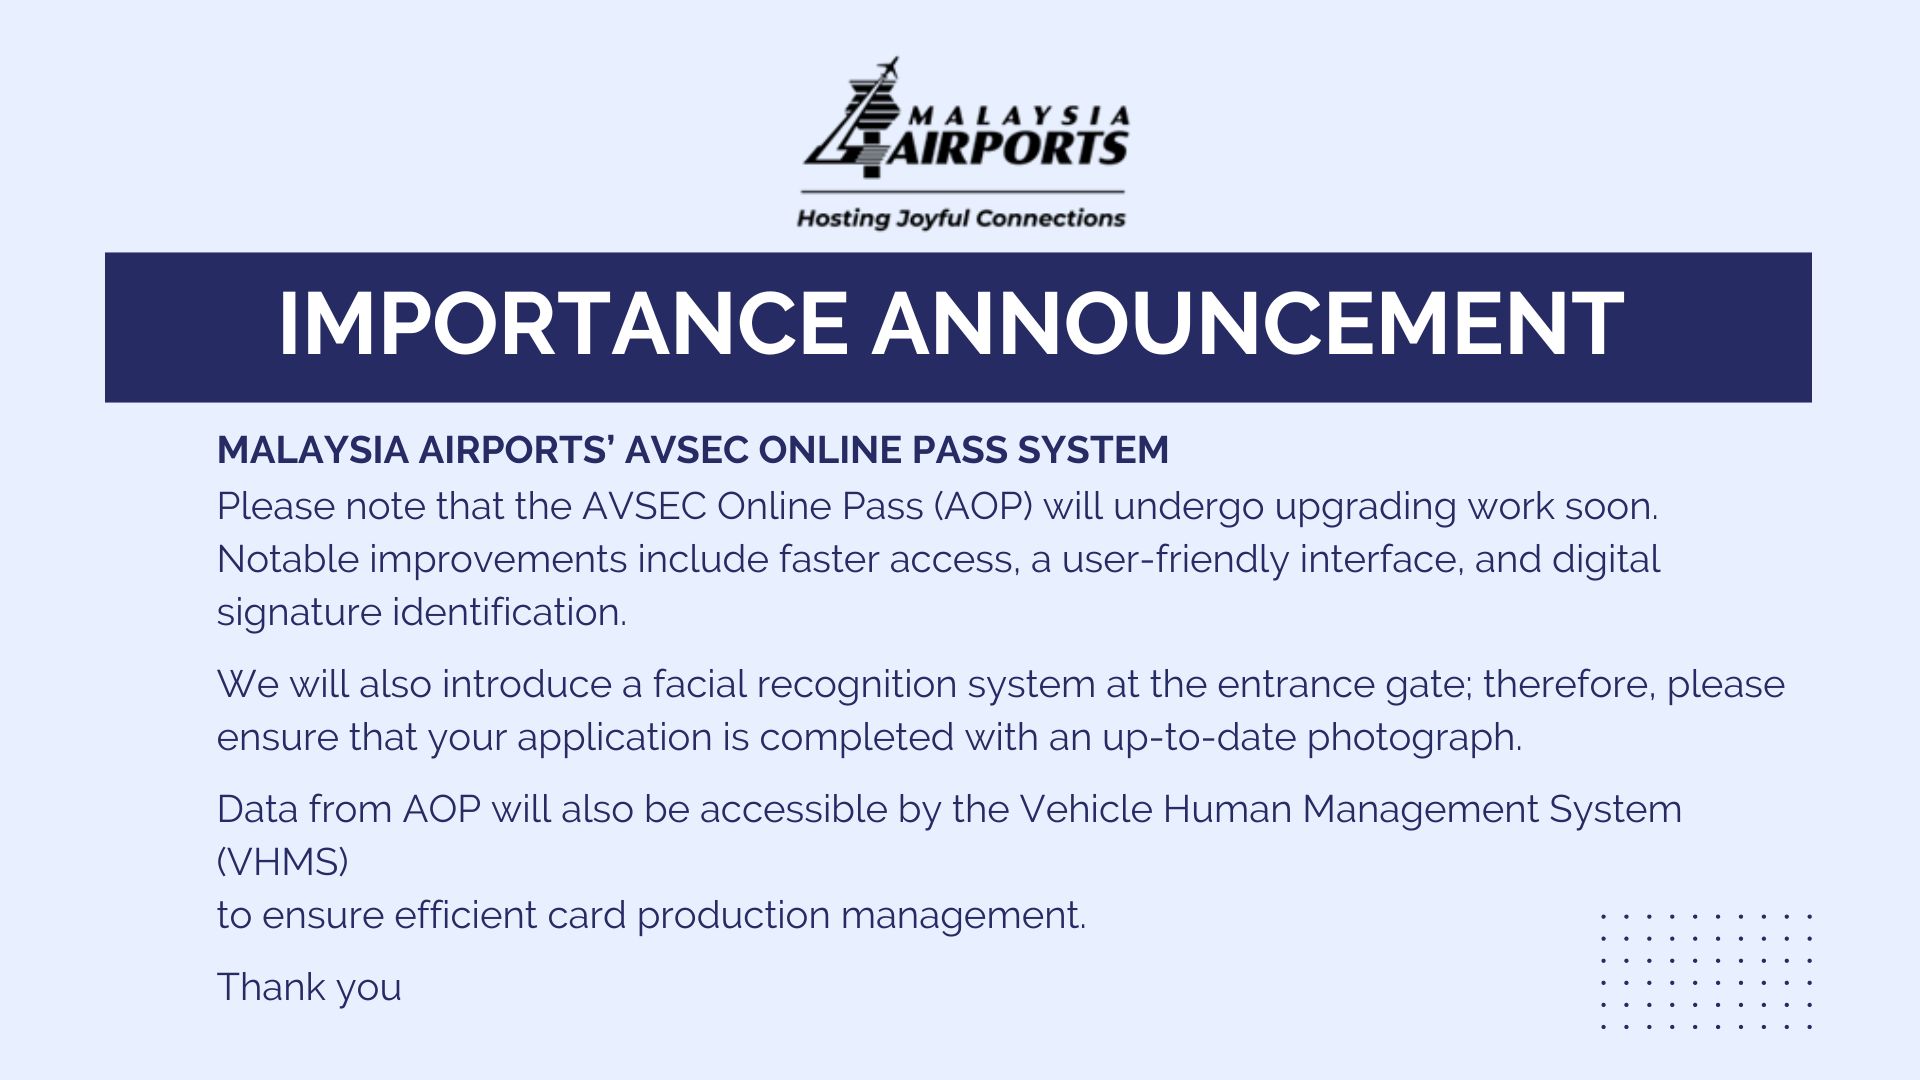 MALAYSIA
AIRPORTS
Hosting Joyful Connections
IMPORTANCE ANNOUNCEMENT
MALAYSIA AIRPORTS’ AVSEC ONLINE PASS SYSTEM
Please note that the AVSEC Online Pass (AOP) will undergo upgrading work soon.
Notable improvements include faster access, a user-friendly interface, and digital
signature identification.
We will also introduce a facial recognition system at the entrance gate; therefore, please
ensure that your application is completed with an up-to-date photograph.
Data from AOP will also be accessible by the Vehicle Human Management System
(VHMS)
to ensure efficient card production management.
Thank you